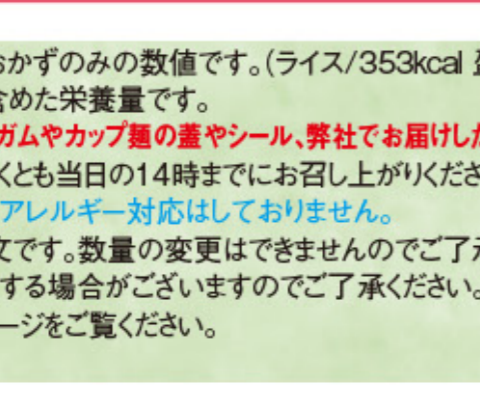 おかずのみの数値です。(ライス/353kcal
含めた栄養量です。
ガムやカップ麺の蓋やシール、弊社でお届けした
くとも当日の14時までにお召し上がりくださ
アレルギー対応はしておりません。
文です。数量の変更はできませんのでご了承
する場合がございますのでご了承ください。
ージをご覧ください。